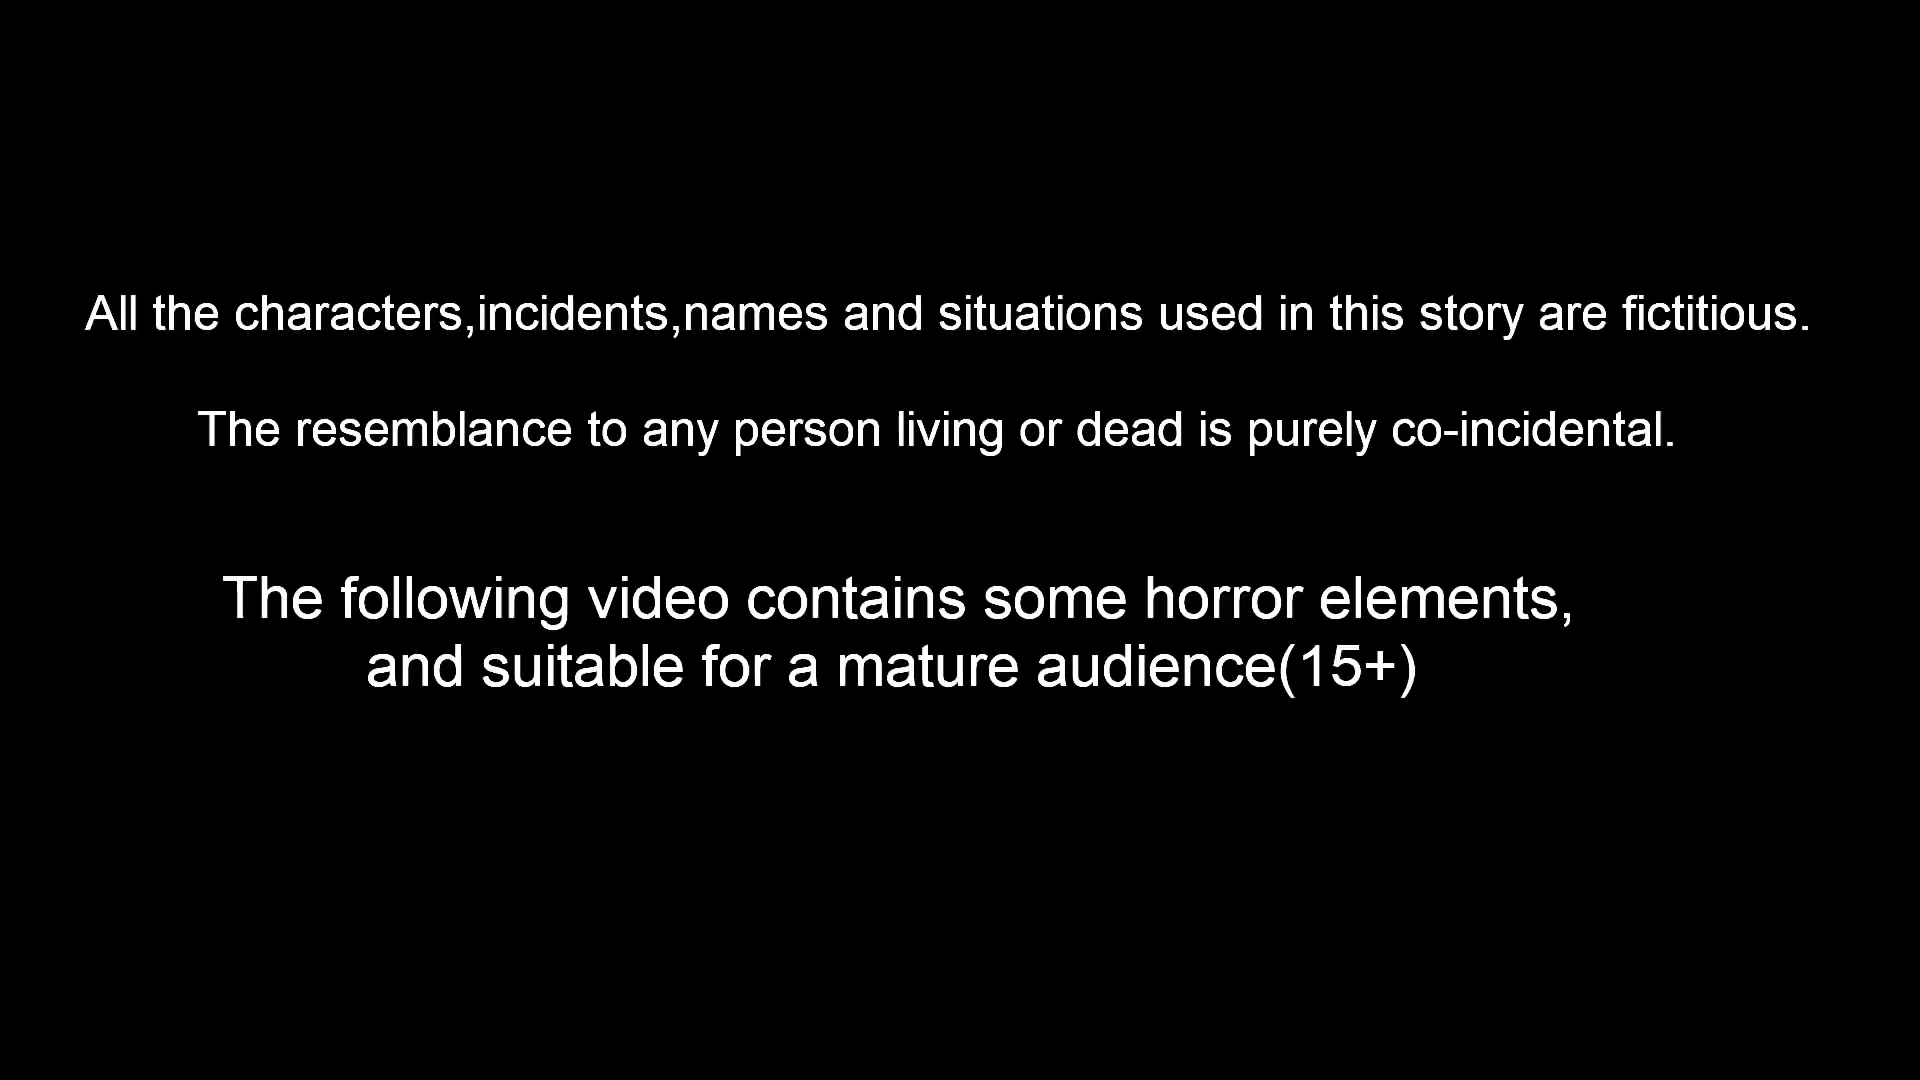 All the characters,incidents,names and situations used in this story are fictitious.
The resemblance to any person living or dead is purely co-incidental.
The following video contains some horror elements,
and suitable for a mature audience(15+)